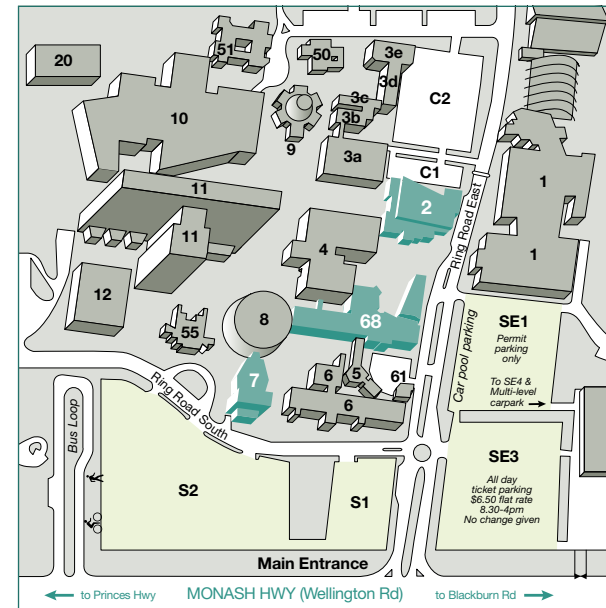 51
50
3e
20
3d
C2
10
3c
3b
9
3a
C1
1
11
2
Ring Road East
11
4
1
12
SE1
Permit
parking
only
8
68
55
Car pool parking
To SE4 &
Multi-level
carpark
7
6
5
61
6
Ring Road South
Bus Loop
SE3
All day
ticket parking
$6.50 flat rate
8.30-4pm
No change given
S2
S1
Main Entrance
to Princes Hwy
MONASH HWY (Wellington Rd)
to Blackburn Rd